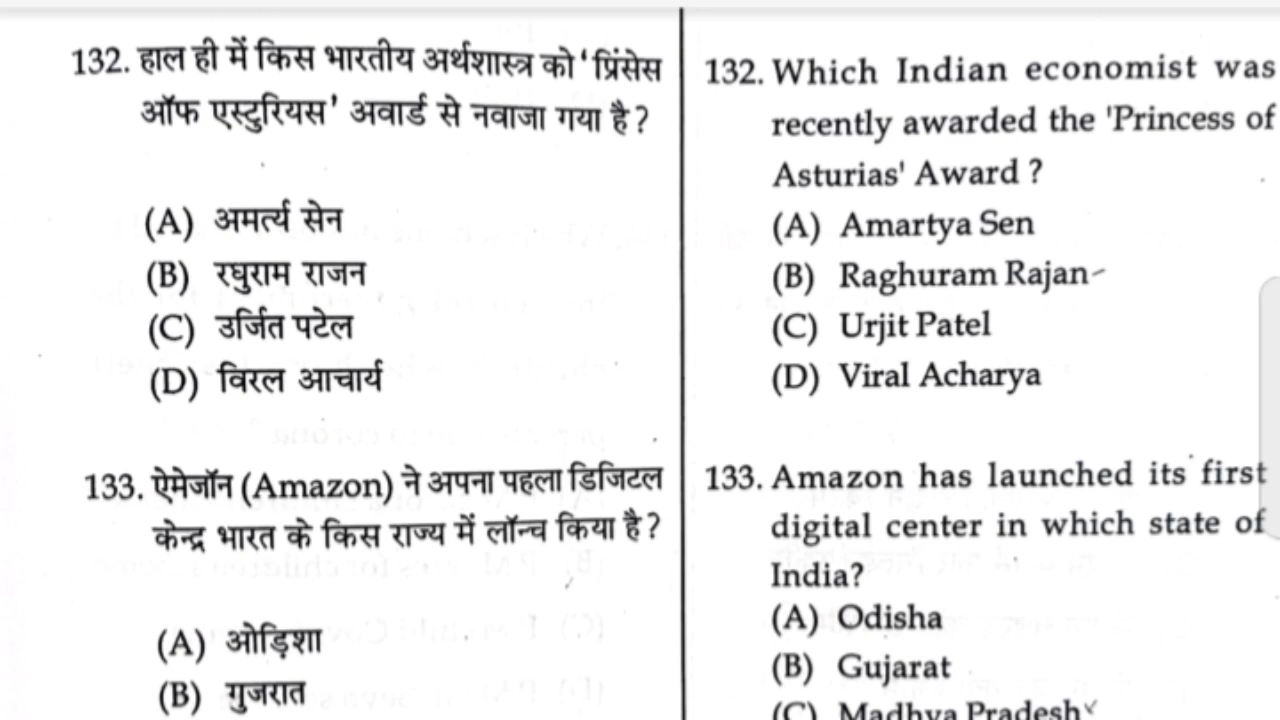 132. हाल ही में किस भारतीय अर्थशास्त्र को 'प्रिंसेस
ऑफ एस्टुरियस' अवार्ड से नवाजा गया है?
(A) अमर्त्य सेन
(B) रघुराम राजन
(C) उर्जित पटेल
(D) विरल आचार्य
133. ऐमेजॉन (Amazon) ने अपना पहला डिजिटल
केन्द्र भारत के किस राज्य में लॉन्च किया है?
(A) ओड़िशा
(B) गुजरात
132. Which Indian economist was
recently awarded the 'Princess of
Asturias' Award ?
(A) Amartya Sen
(B) Raghuram Rajan
(C) Urjit Patel
(D) Viral Acharya
133. Amazon has launched its first
digital center in which state of
India?
(A) Odisha
(B) Gujarat
(C) Madhya Pradesh